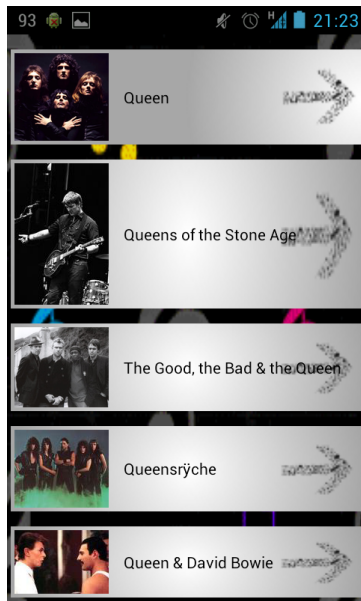 93 H 21:23
Queen
Queens of the Stone Age
The Good, the Bad & the Queen
Queensrÿche
Queen & David Bowie